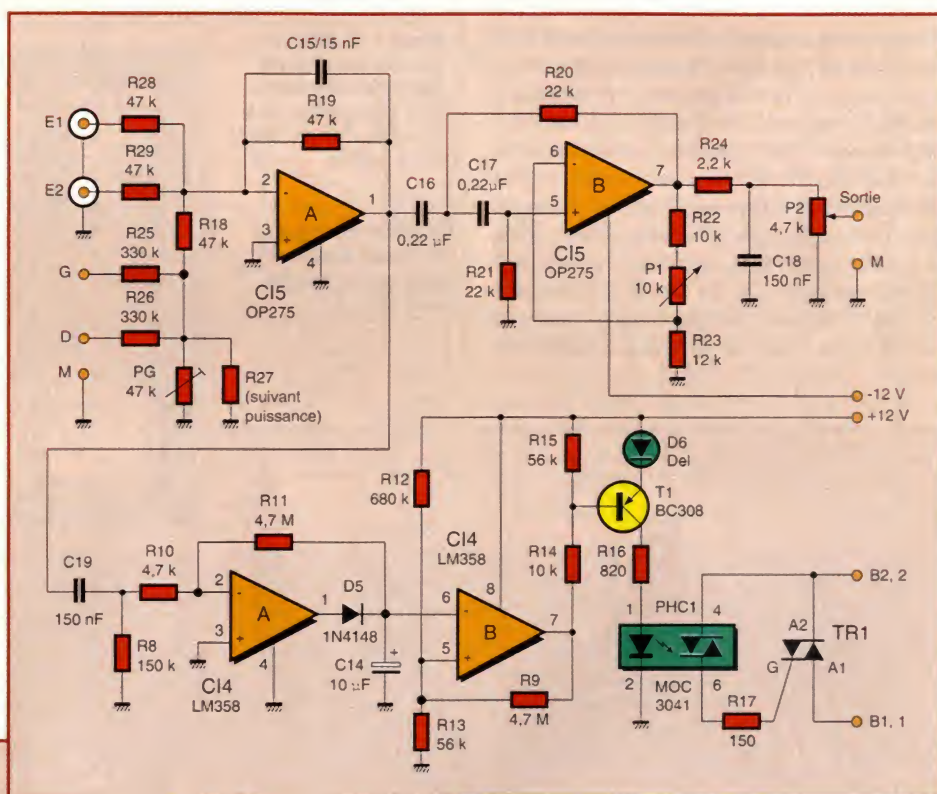 C15/15 nF
R28
47 k
R19
47 k
R20
22 k
E1
R29
47 k
E2
2
-
A
3
+
1
4
CI5
OP275
C16
0,22 µF
C17
0,22µF
6
-
B
5
+
7
CI5
OP275
R24
2,2 k
P2
4,7 k
Sortie
R18
47 k
R25
330 k
G
R26
330 k
D
M
PG
47 k
R27
(suivant
puissance)
R21
22 k
R22
10 k
P1
10 k
R23
12 k
C18
150 nF
M
-12 V
+12 V
R12
680 k
R15
56 k
D6
Del
T1
BC308
R11
4,7 M
R10
4,7 k
C19
150 nF
R8
150 k
2
-
A
3
+
1
4
CI4
LM358
D5
1N4148
+
C14
10 µF
CI4
LM358
6
-
B
5
+
8
7
R14
10 k
R16
820
R9
4,7 M
R13
56 k
1
PHC1
4
2
MOC
3041
6
R17
150
A2
G
A1
TR1
B2, 2
B1, 1